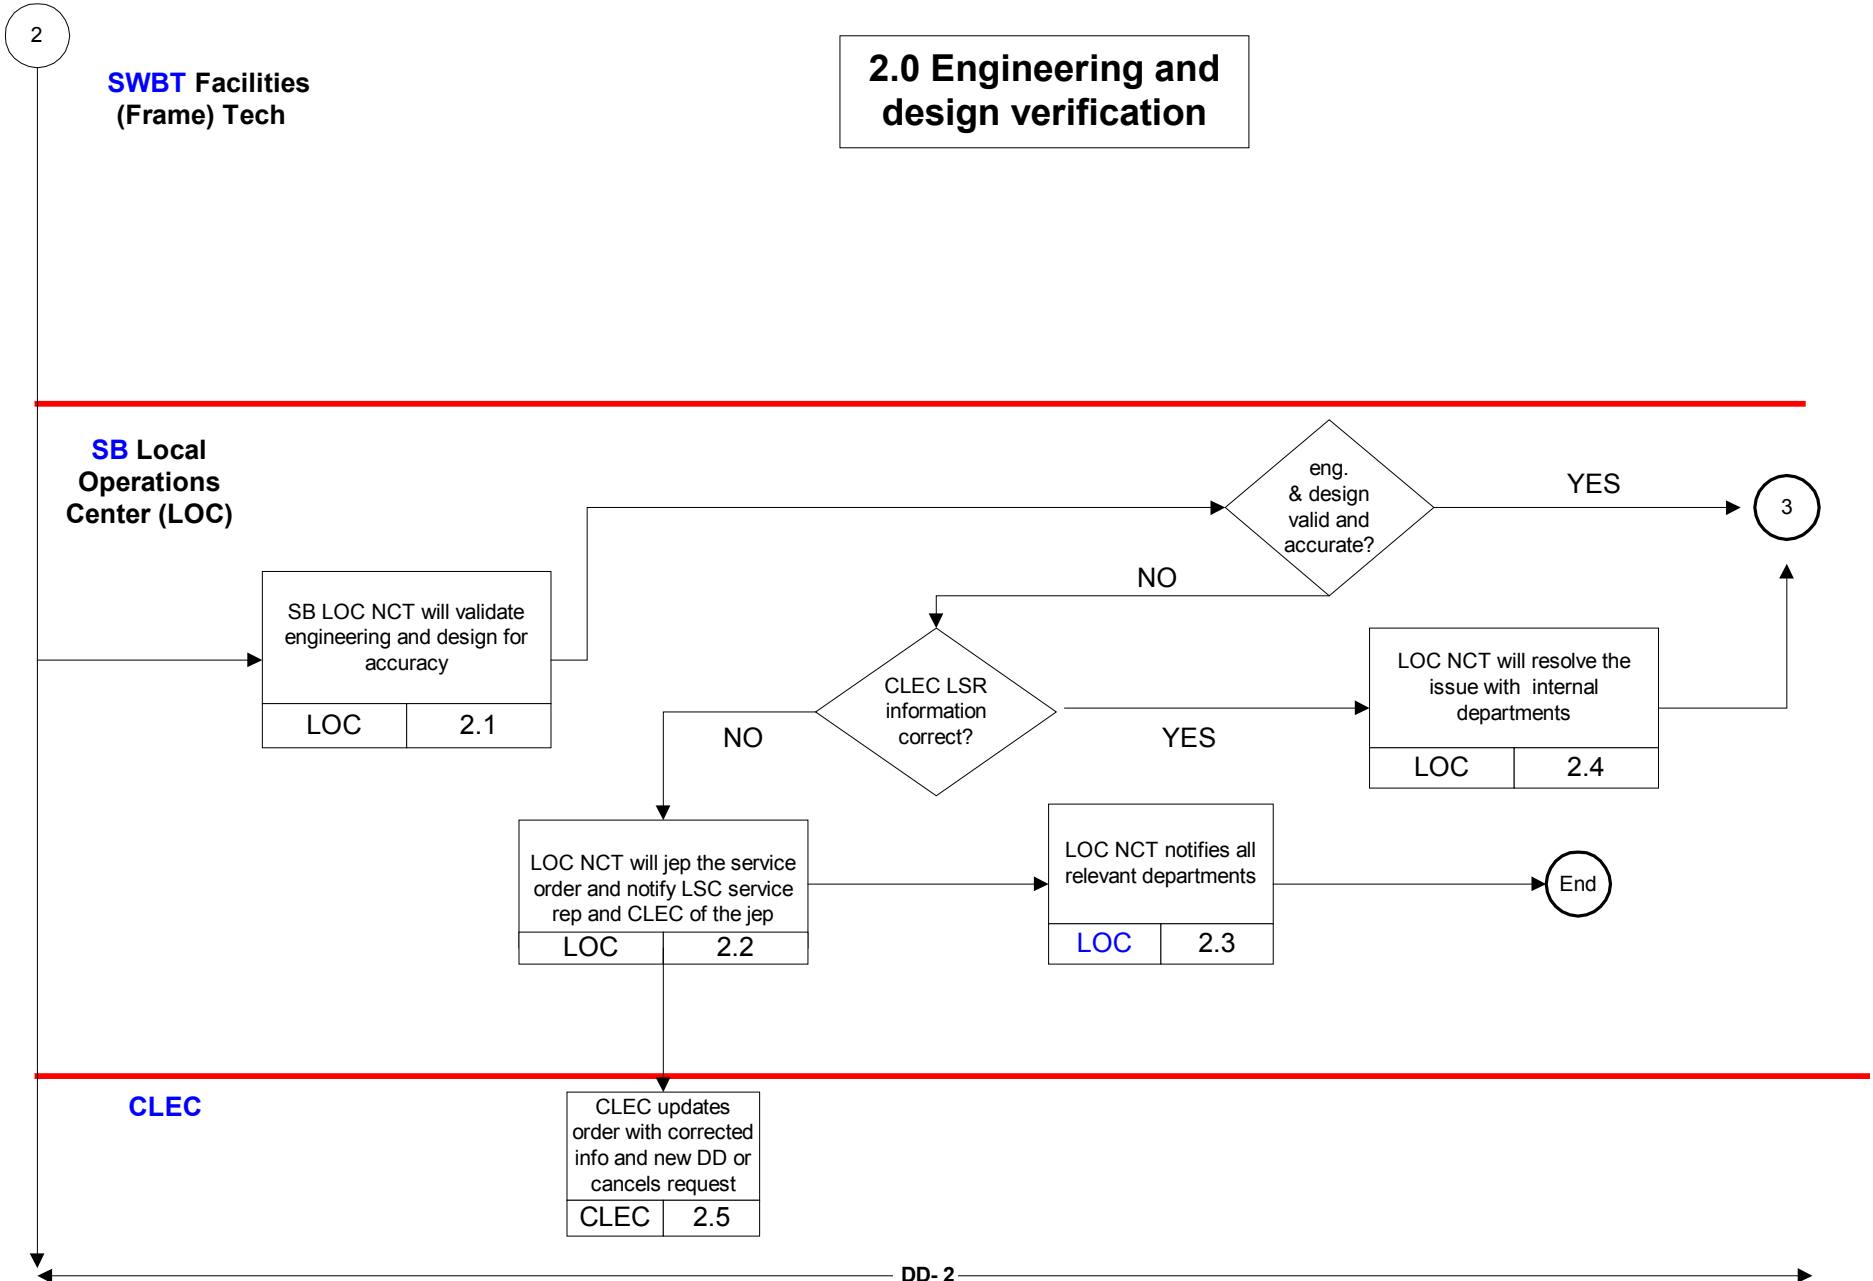 2
SWBT Facilities
(Frame) Tech
2.0 Engineering and
design verification
SB Local
Operations
Center (LOC)
eng.
& design
valid and
accurate?
YES
3
NO
SB LOC NCT will validate
engineering and design for
accuracy
LOC 2.1
CLEC LSR
information
correct?
NO
YES
LOC NCT will resolve the
issue with internal
departments
LOC 2.4
LOC NCT will jep the service
order and notify LSC service
rep and CLEC of the jep
LOC 2.2
LOC NCT notifies all
relevant departments
LOC 2.3
End
CLEC
CLEC updates
order with corrected
info and new DD or
cancels request
CLEC 2.5
DD- 2